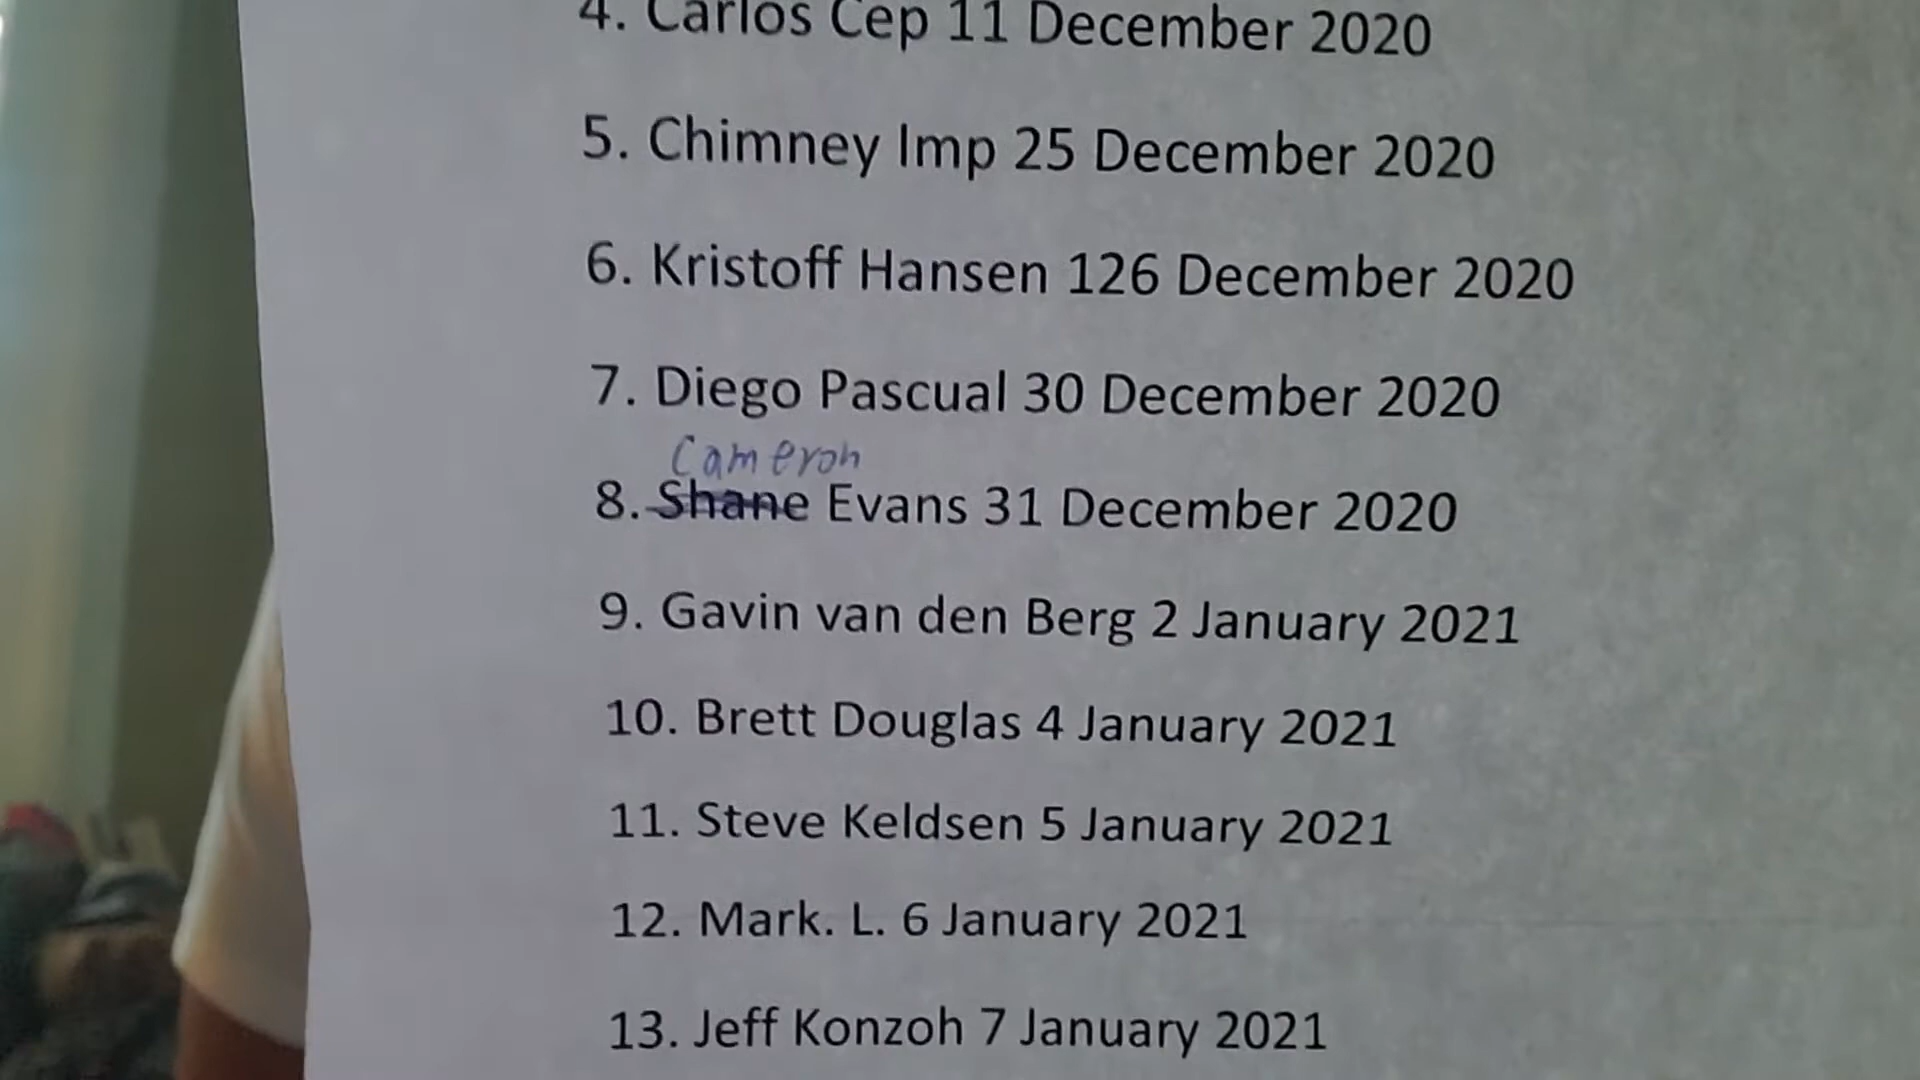 4. Carlos Cep 11 December 2020
5. Chimney Imp 25 December 2020
6. Kristoff Hansen 126 December 2020
7. Diego Pascual 30 December 2020
Cameron
8. Shane Evans 31 December 2020
9. Gavin van den Berg 2 January 2021
10. Brett Douglas 4 January 2021
11. Steve Keldsen 5 January 2021
12. Mark. L. 6 January 2021
13. Jeff Konzoh 7 January 2021